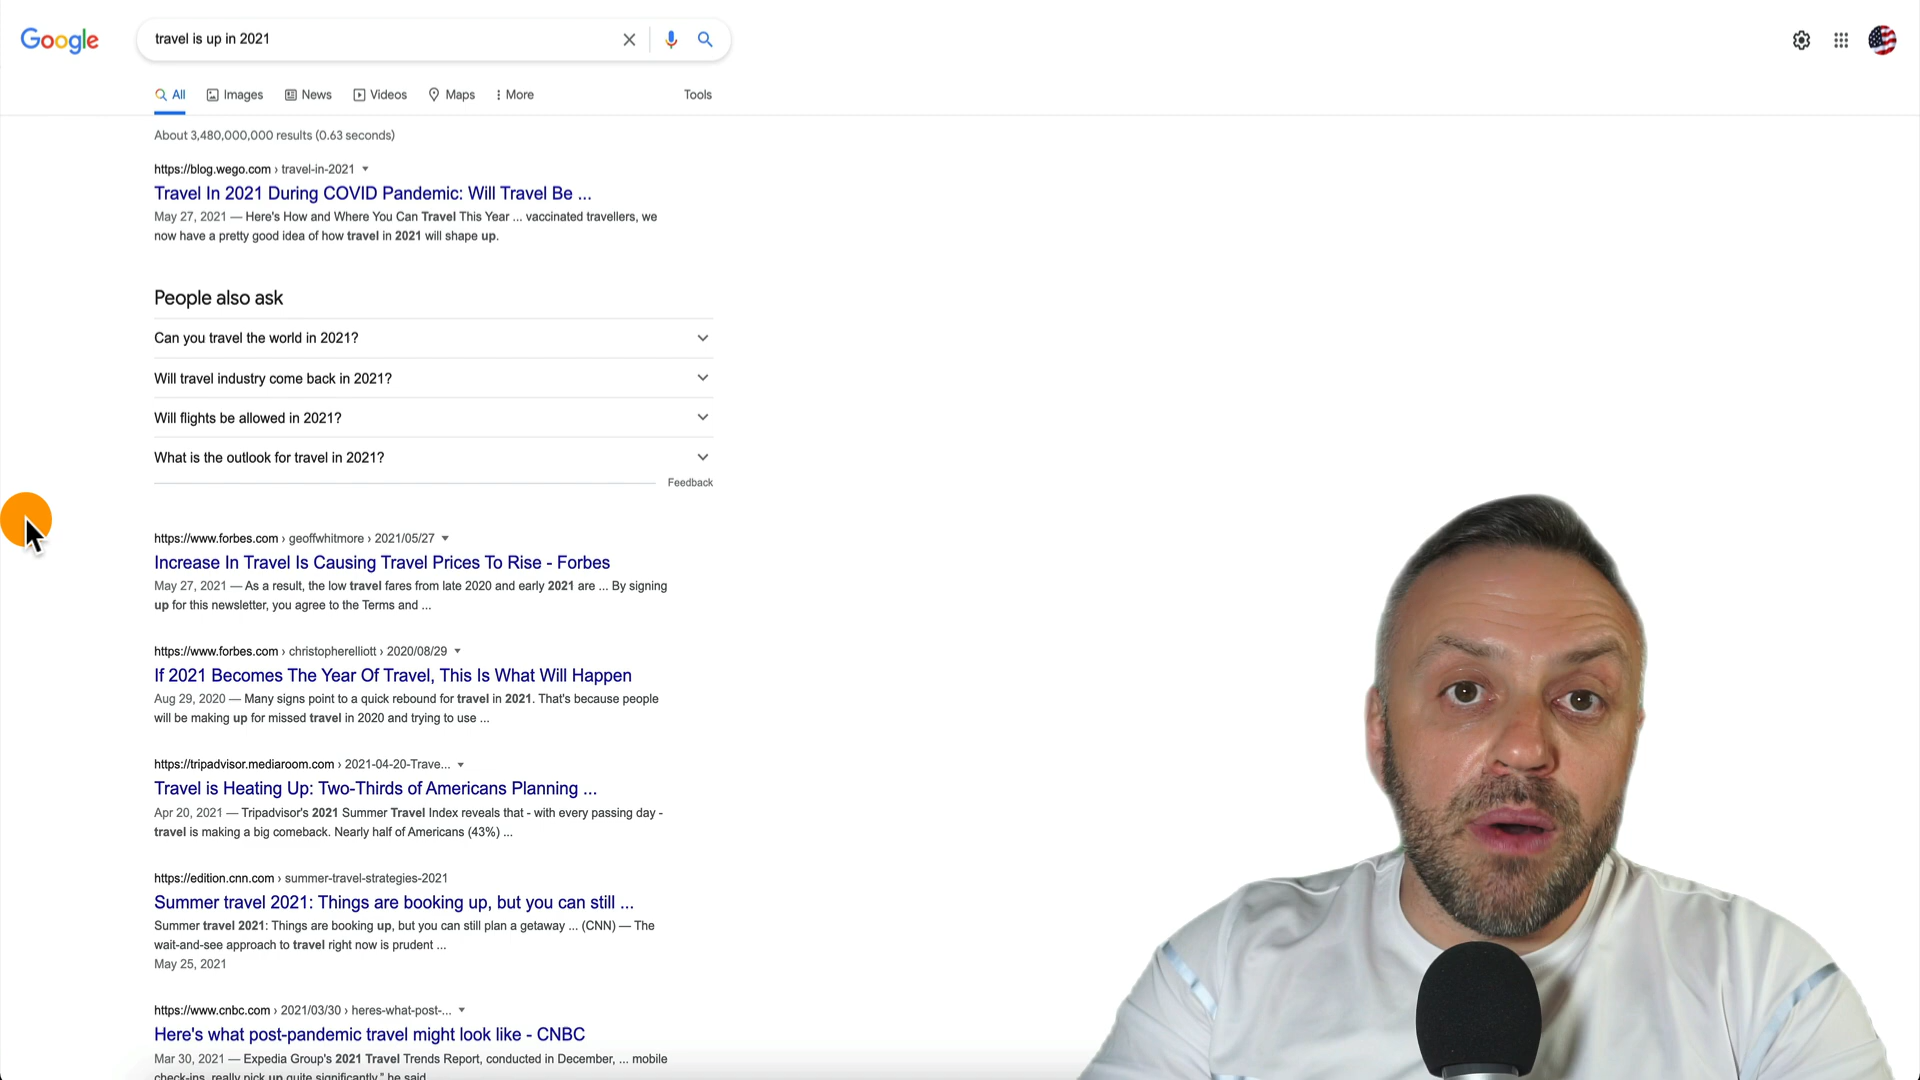 Google
travel is up in 2021
All Images News Videos Maps More Tools
About 3,480,000,000 results (0.63 seconds)
https://blog.wego.com › travel-in-2021
Travel In 2021 During COVID Pandemic: Will Travel Be ...
May 27, 2021 — Here's How and Where You Can Travel This Year ... vaccinated travellers, we
now have a pretty good idea of how travel in 2021 will shape up.
People also ask
Can you travel the world in 2021?
Will travel industry come back in 2021?
Will flights be allowed in 2021?
What is the outlook for travel in 2021?
Feedback
https://www.forbes.com › geoffwhitmore › 2021/05/27
Increase In Travel Is Causing Travel Prices To Rise - Forbes
May 27, 2021 — As a result, the low travel fares from late 2020 and early 2021 are ... By signing
up for this newsletter, you agree to the Terms and ...
https://www.forbes.com › christopherelliott › 2020/08/29
If 2021 Becomes The Year Of Travel, This Is What Will Happen
Aug 29, 2020 — Many signs point to a quick rebound for travel in 2021. That's because people
will be making up for missed travel in 2020 and trying to use ...
https://tripadvisor.mediaroom.com › 2021-04-20-Trave...
Travel is Heating Up: Two-Thirds of Americans Planning ...
Apr 20, 2021 — Tripadvisor's 2021 Summer Travel Index reveals that - with every passing day -
travel is making a big comeback. Nearly half of Americans (43%) ...
https://edition.cnn.com › summer-travel-strategies-2021
Summer travel 2021: Things are booking up, but you can still ...
Summer travel 2021: Things are booking up, but you can still plan a getaway ... (CNN) — The
wait-and-see approach to travel right now is prudent ...
May 25, 2021
https://www.cnbc.com › 2021/03/30 › heres-what-post-...
Here's what post-pandemic travel might look like - CNBC
Mar 30, 2021 — Expedia Group's 2021 Travel Trends Report, conducted in December, ... mobile
check-ins, really pick up quite significantly," he said